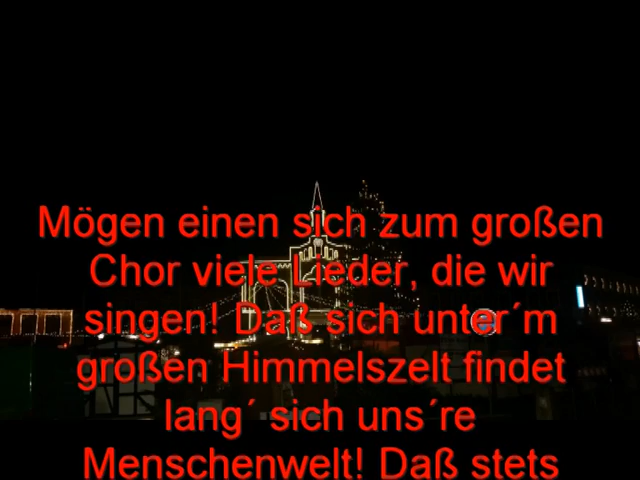 Mögen einen sich zum großen
Chor viele Lieder, die wir
singen! Daß sich unter´m
großen Himmelszelt findet
lang´ sich uns´re
Menschenwelt! Daß stets